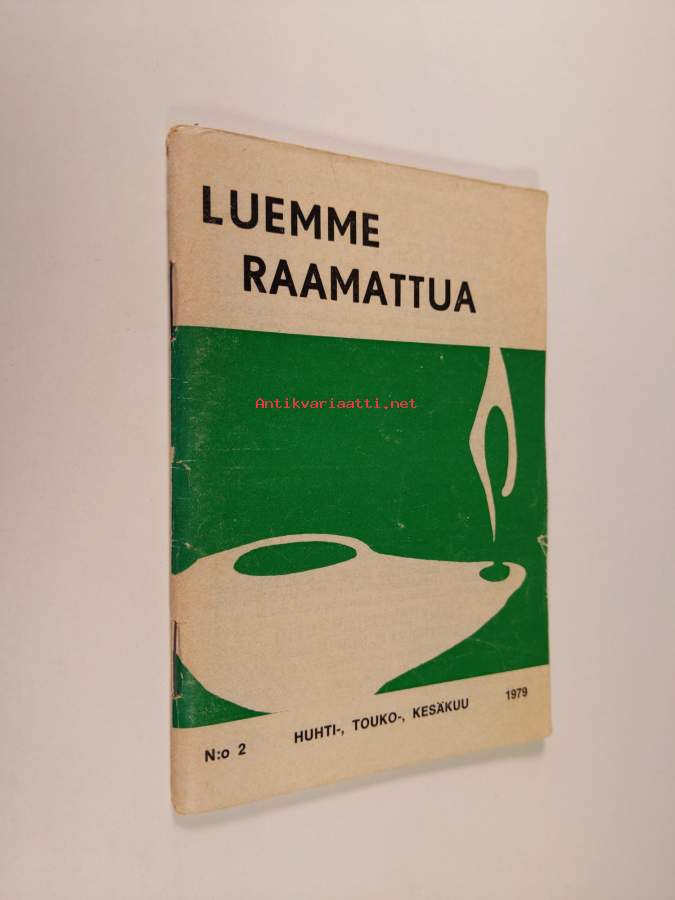 LUEMME
RAAMATTUA
Antikvariaatti.net
N:o 2 HUHTI-, TOUKO-, KESÄKUU 1979